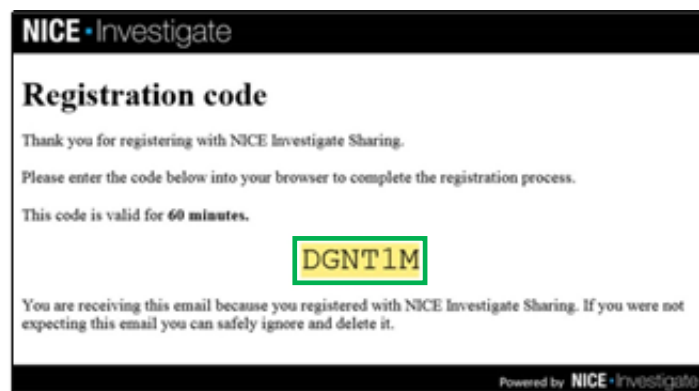 NICE•Investigate
Registration code
Thank you for registering with NICE Investigate Sharing.
Please enter the code below into your browser to complete the registration process.
This code is valid for 60 minutes.
DGNT1M
You are receiving this email because you registered with NICE Investigate Sharing. If you were not
expecting this email you can safely ignore and delete it.
Powered by NICE•Investigate